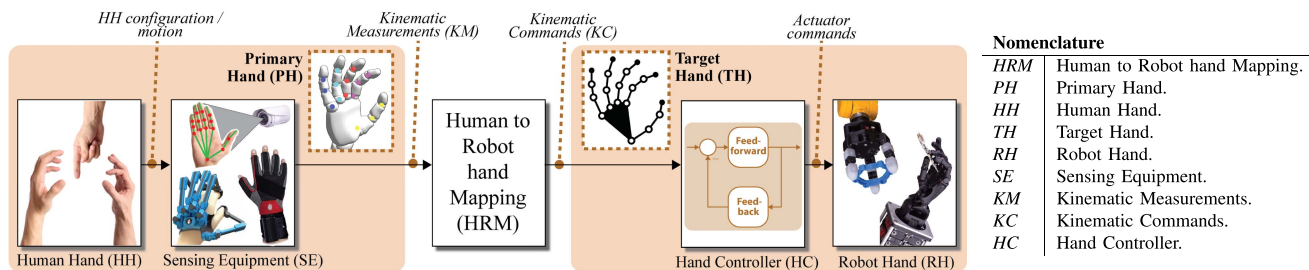 HH configuration /
motion
Kinematic
Measurements (KM)
Kinematic
Commands (KC)
Actuator
commands
Primary
Hand (PH)
Target
Hand (TH)
Human to
Robot
hand
Mapping
(HRM)
Feed-
forward
Feed-
back
Human Hand (HH)
Sensing Equipment (SE)
Hand Controller (HC)
Robot Hand (RH)
Nomenclature
HRM Human to Robot hand Mapping.
PH Primary Hand.
HH Human Hand.
TH Target Hand.
RH Robot Hand.
SE Sensing Equipment.
KM Kinematic Measurements.
KC Kinematic Commands.
HC Hand Controller.